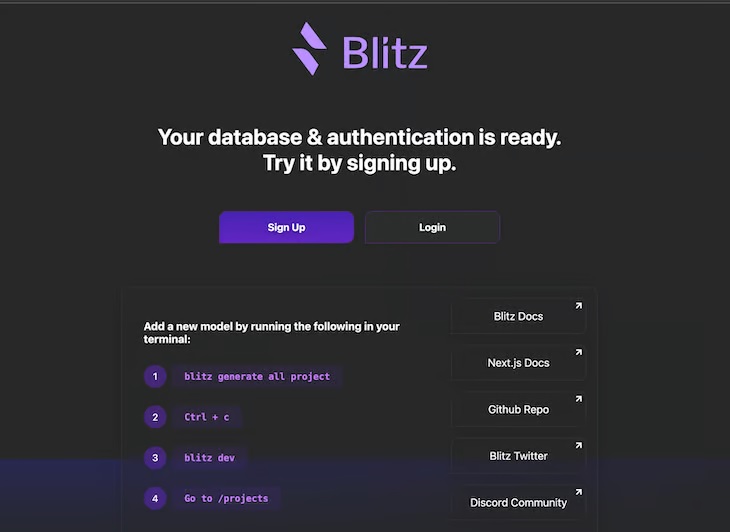 Blitz
Your database & authentication is ready.
Try it by signing up.
Sign Up
Login
Add a new model by running the following in your
terminal:
1 blitz generate all project
2 Ctrl + c
3 blitz dev
4 Go to /projects
Blitz Docs
Next.js Docs
Github Repo
Blitz Twitter
Discord Community